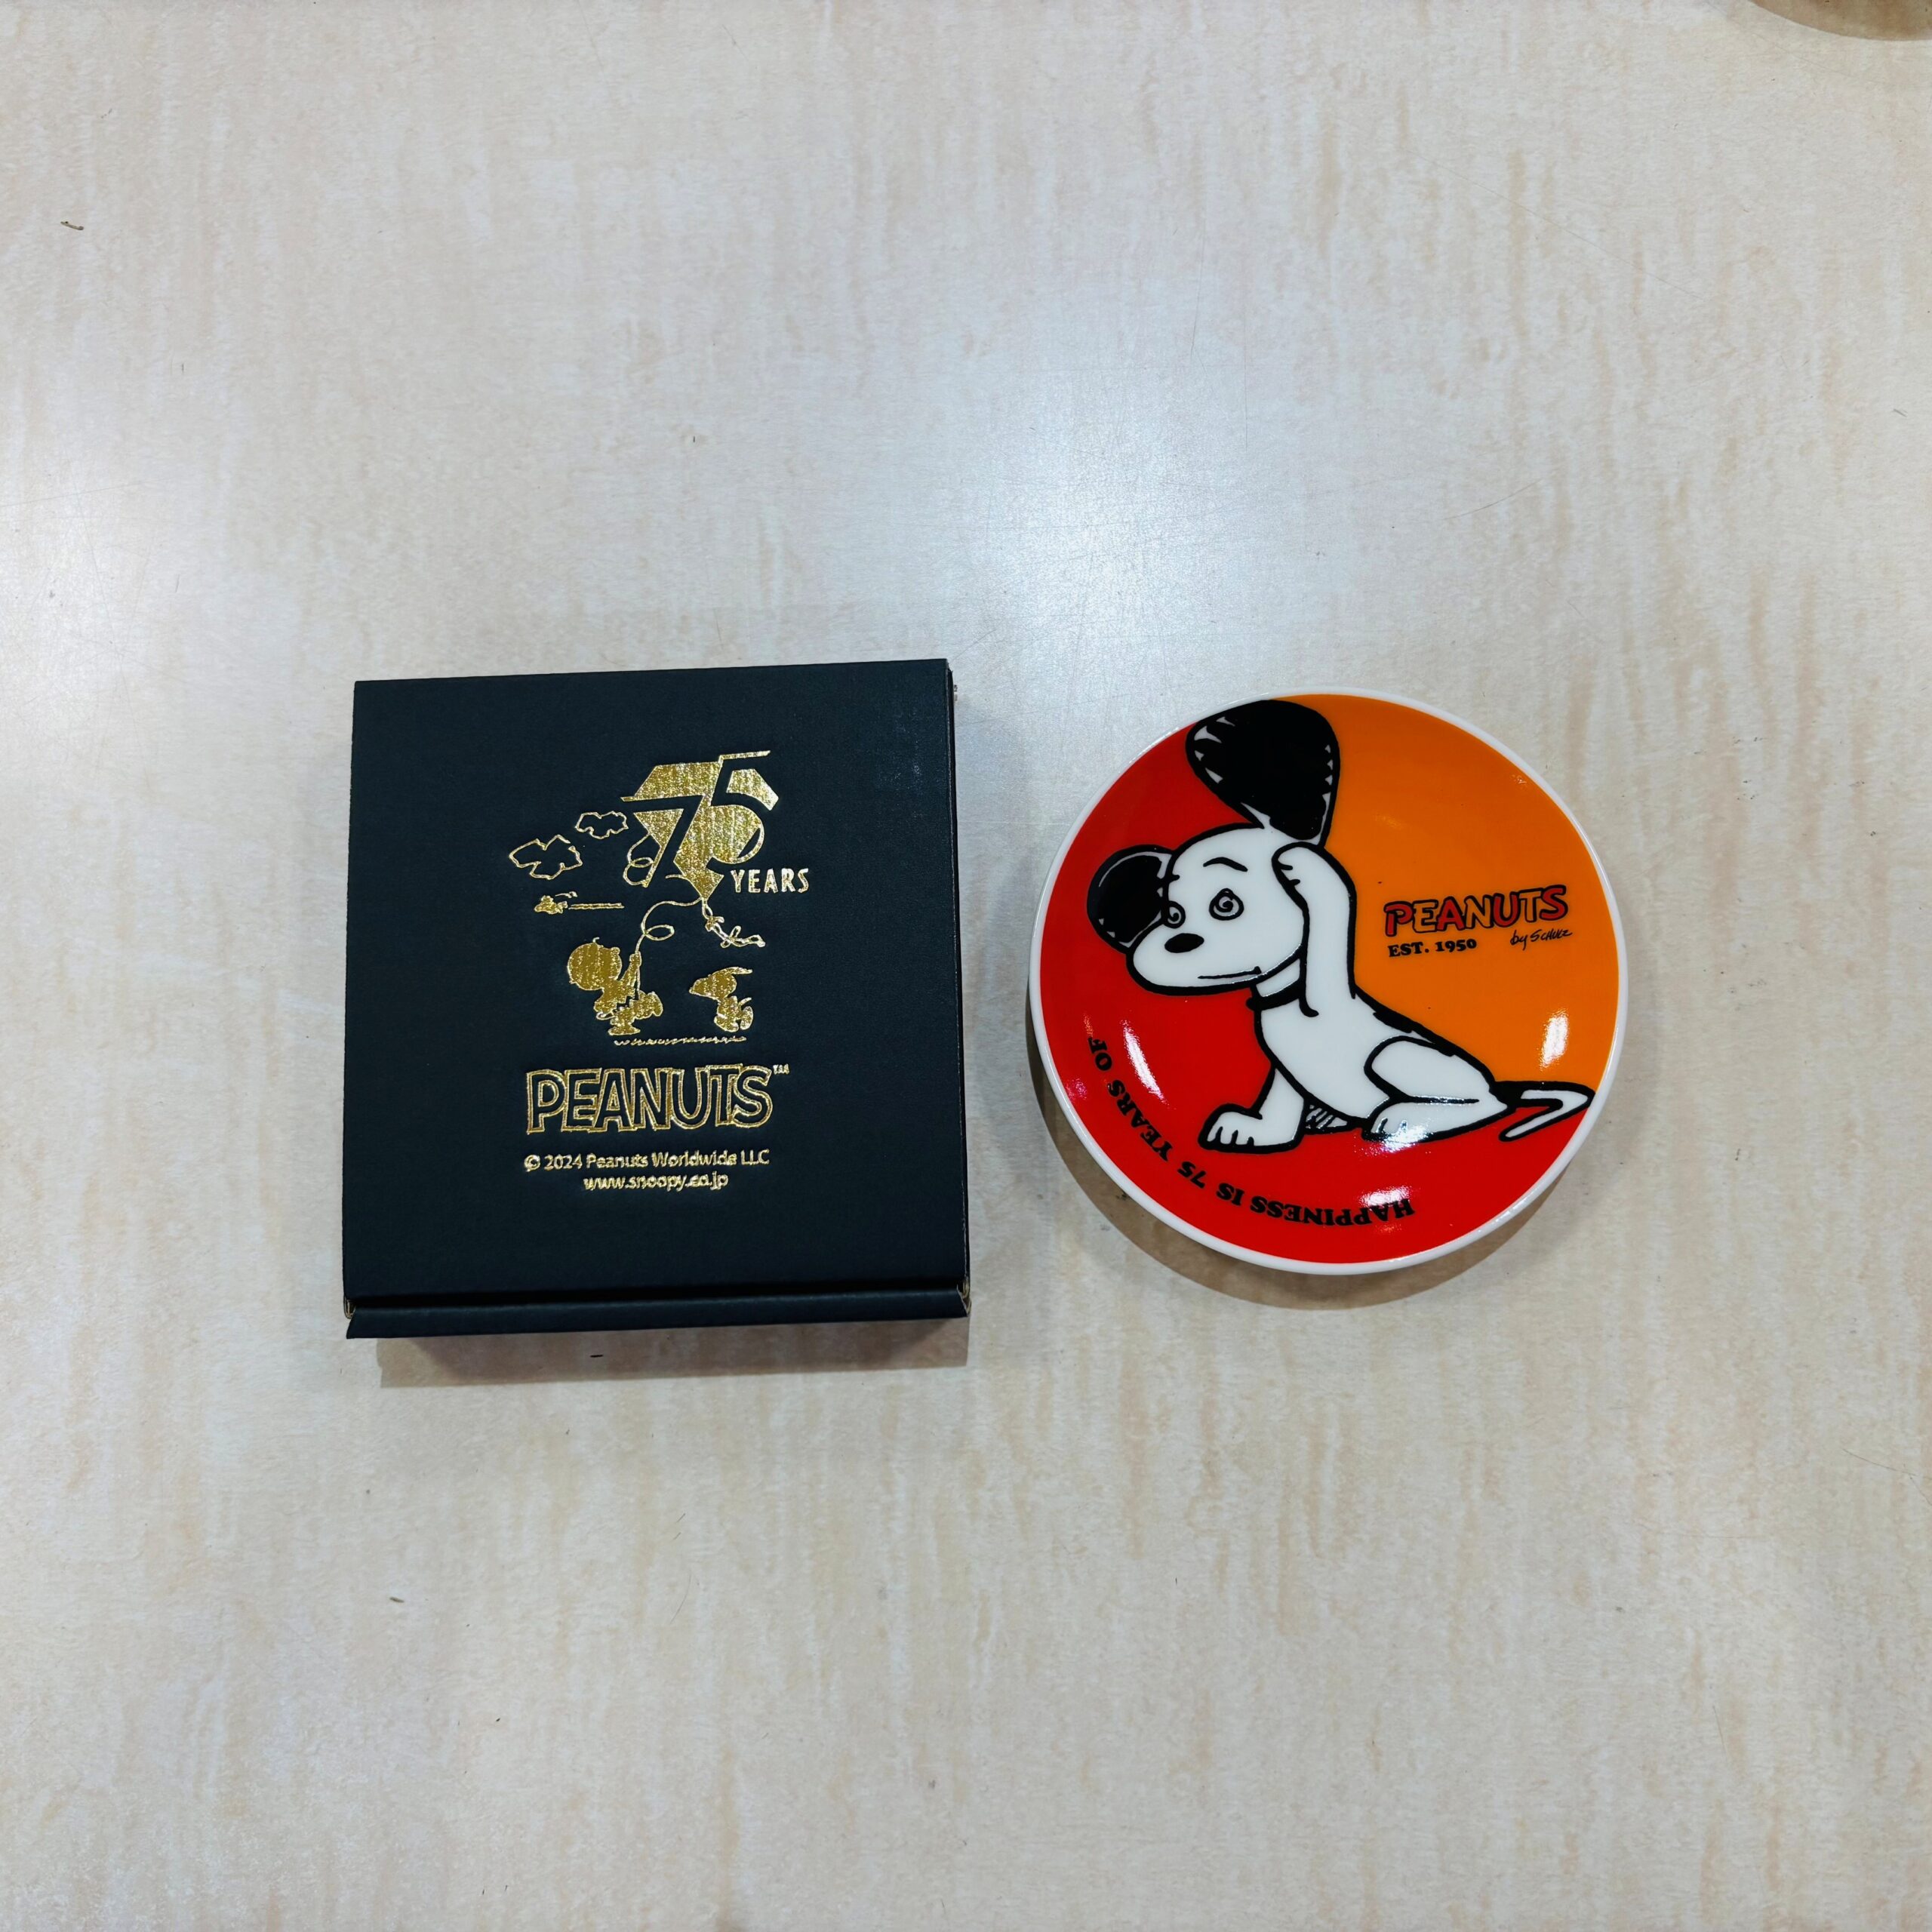 75
YEARS
PEANUTS™
© 2024 Peanuts Worldwide LLC
www.snoopy.co.jp
PEANUTS
EST. 1950
by SCHULZ
HAPPINESS IS 75 YEARS OF